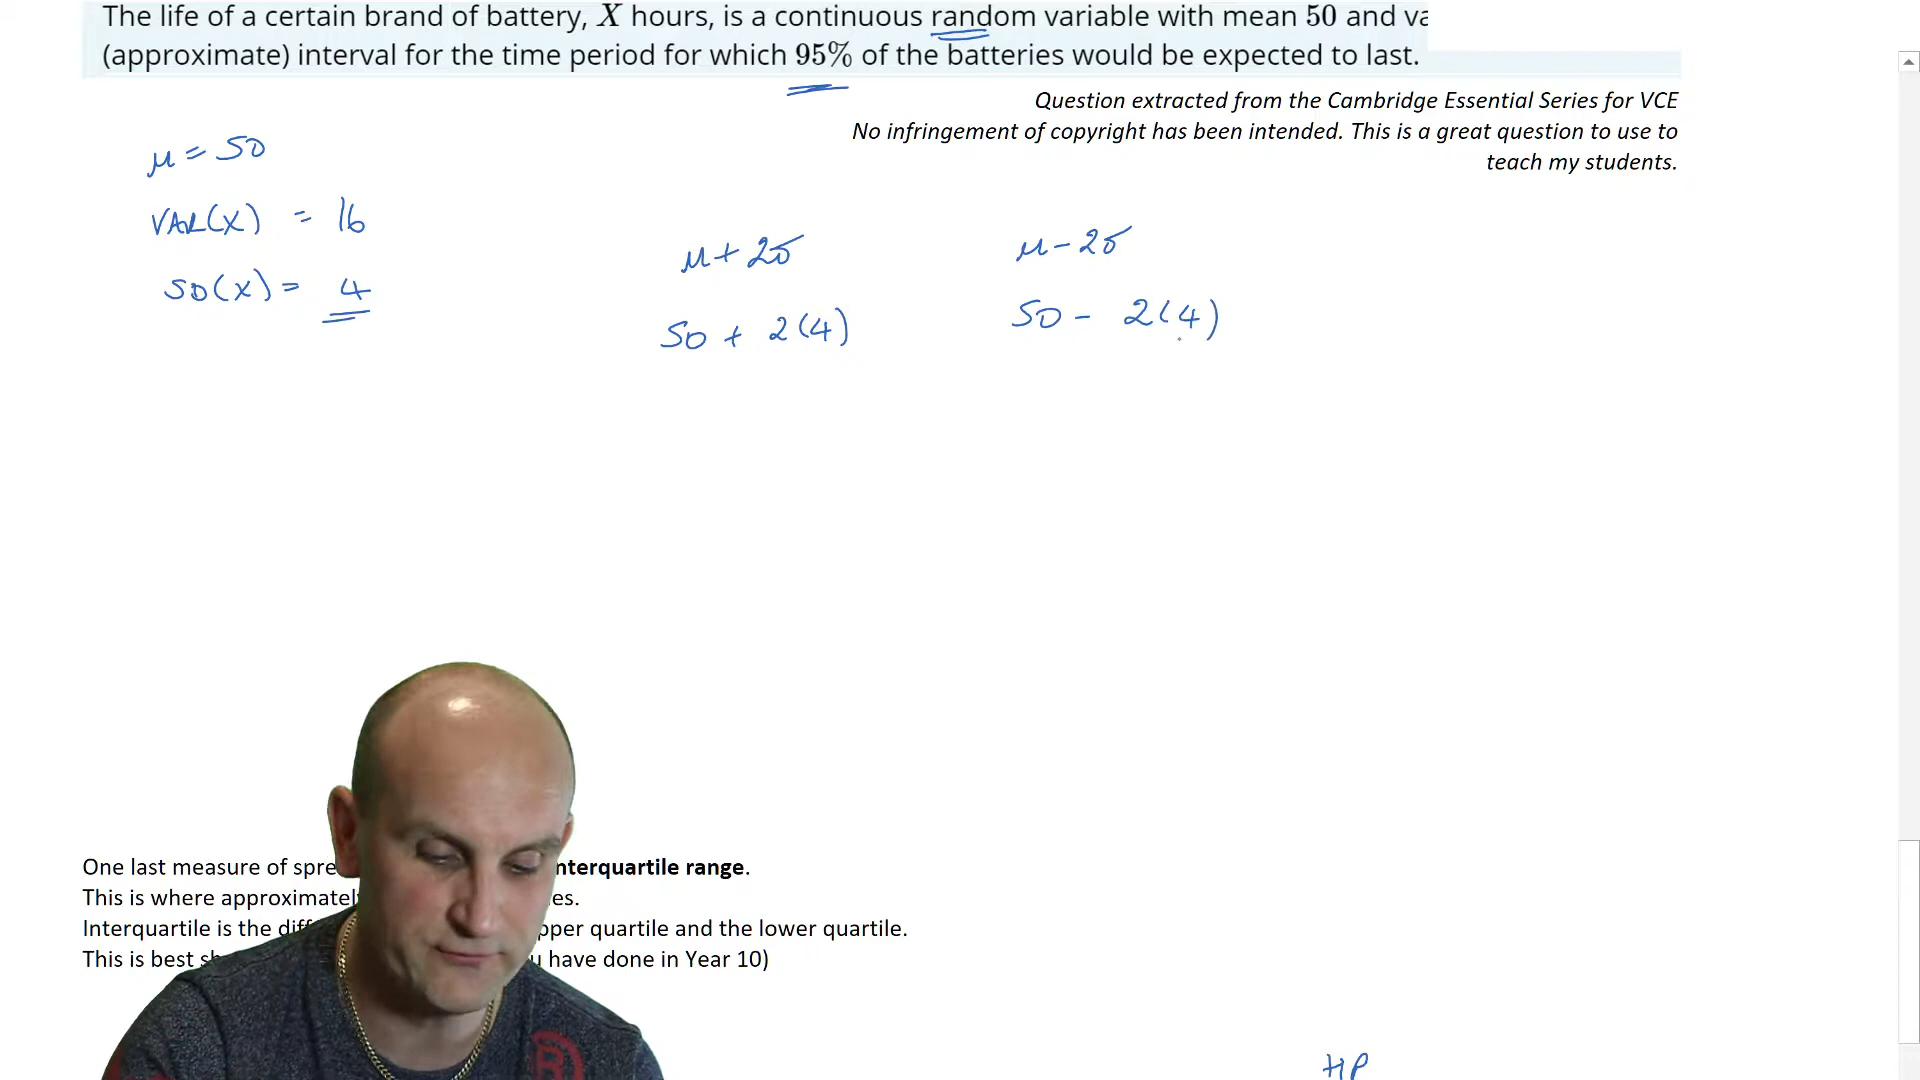 The life of a certain brand of battery, X hours, is a continuous random variable with mean 50 and va
(approximate) interval for the time period for which 95% of the batteries would be expected to last.
Question extracted from the Cambridge Essential Series for VCE
No infringement of copyright has been intended. This is a great question to use to
teach my students.
μ = 50
VAR(X) = 16
SD(X) = 4
μ + 2σ
μ - 2σ
50 + 2(4)
50 - 2(4)
One last measure of spre nterquartile range.
This is where approximatel es.
Interquartile is the diff pper quartile and the lower quartile.
This is best sh u have done in Year 10)
HP